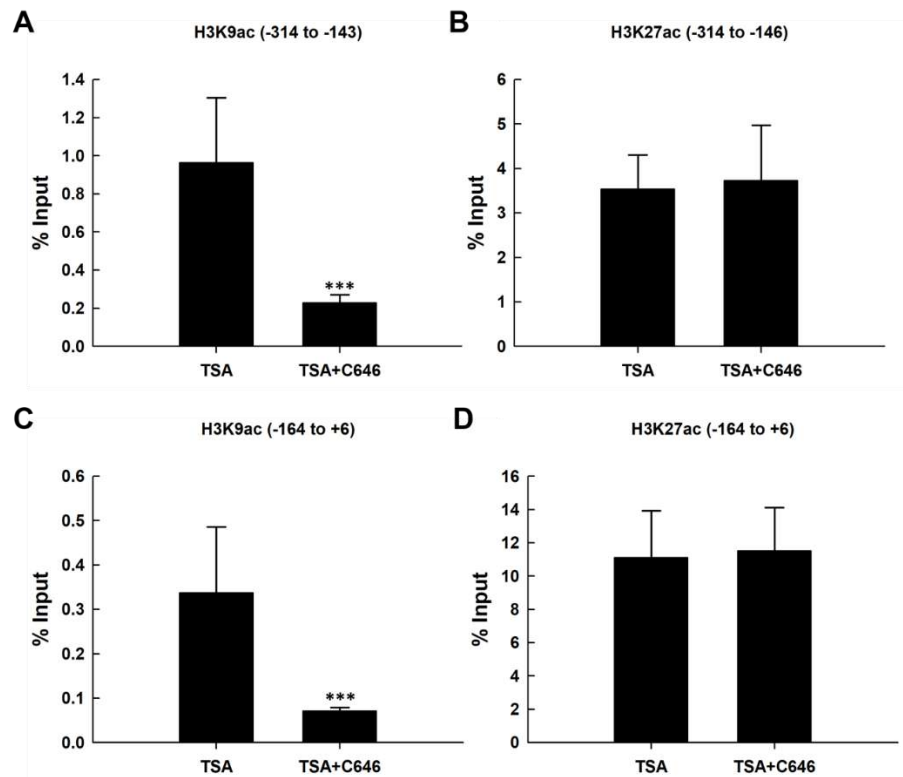 A
H3K9ac (-314 to -143)
% Input
1.4
1.2
1.0
0.8
0.6
0.4
0.2
0.0
***
TSA
TSA+C646
B
H3K27ac (-314 to -146)
% Input
6
5
4
3
2
1
0
TSA
TSA+C646
C
H3K9ac (-164 to +6)
% Input
0.6
0.5
0.4
0.3
0.2
0.1
0.0
***
TSA
TSA+C646
D
H3K27ac (-164 to +6)
% Input
16
14
12
10
8
6
4
2
0
TSA
TSA+C646